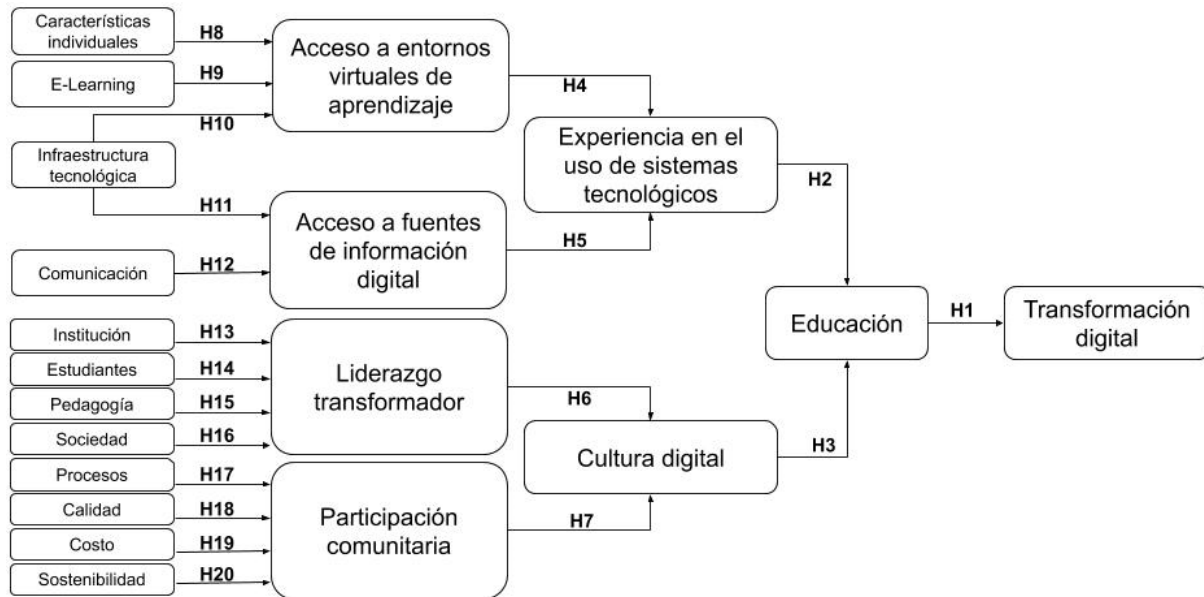 Características
individuales
H8
E-Learning
H9
H10
Infraestructura
tecnológica
H11
Comunicación
H12
Acceso a entornos
virtuales de
aprendizaje
H4
Acceso a fuentes
de información
digital
H5
Experiencia en el
uso de sistemas
tecnológicos
H2
Institución
H13
Estudiantes
H14
Pedagogía
H15
Sociedad
H16
Procesos
H17
Calidad
H18
Costo
H19
Sostenibilidad
H20
Liderazgo
transformador
H6
Participación
comunitaria
H7
Cultura digital
H3
Educación
H1
Transformación
digital